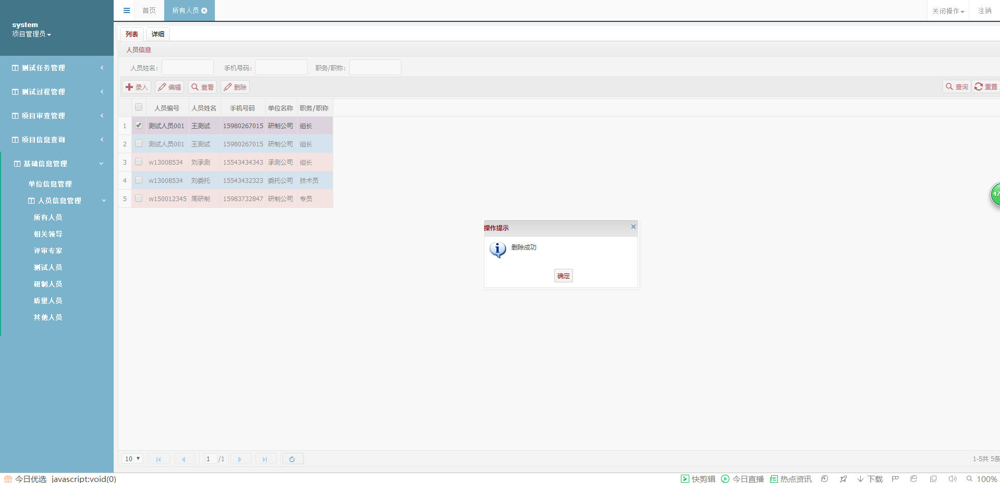 system
项目管理员
首页
所有人员
关闭操作
注销
测试任务管理
测试过程管理
项目审查管理
项目信息查询
基础信息管理
单位信息管理
人员信息管理
所有人员
相关领导
评审专家
测试人员
研制人员
质量人员
其他人员
列表 详细
人员信息
人员姓名: 手机号码: 职务/职称:
录入 编辑 查看 删除 查询 重置
人员编号 人员姓名 手机号码 单位名称 职务/职称
1 测试人员001 王测试 15980267015 研制公司 组长
2 测试人员001 王测试 15980267015 研制公司 组长
3 w13008534 刘承测 15543434343 承测公司 组长
4 w13008534 刘委托 15543432323 委托公司 技术员
5 w150012345 周研制 15983732847 研制公司 专员
47
操作提示
删除成功
确定
10 1 /1 1-5共 5条
今日优选 javascript:void(0) 快剪辑 今日直播 热点资讯 下载 100%